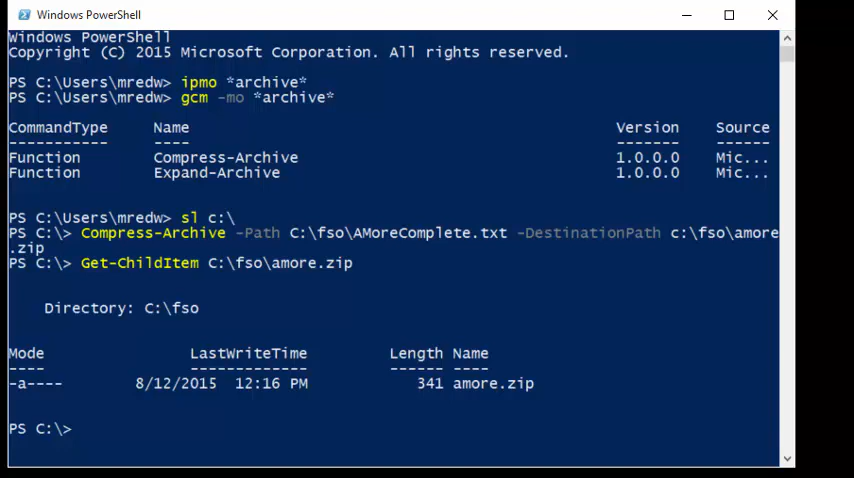 Windows PowerShell
Windows PowerShell
Copyright (C) 2015 Microsoft Corporation. All rights reserved.
PS C:\Users\mredw> ipmo *archive*
PS C:\Users\mredw> gcm -mo *archive*
CommandType Name Version Source
----------- ---- ------- ------
Function Compress-Archive 1.0.0.0 Mic...
Function Expand-Archive 1.0.0.0 Mic...
PS C:\Users\mredw> sl c:\
PS C:\> Compress-Archive -Path C:\fso\AMoreComplete.txt -DestinationPath c:\fso\amore
.zip
PS C:\> Get-ChildItem C:\fso\amore.zip
Directory: C:\fso
Mode LastWriteTime Length Name
---- ------------- ------ ----
-a---- 8/12/2015 12:16 PM 341 amore.zip
PS C:\>